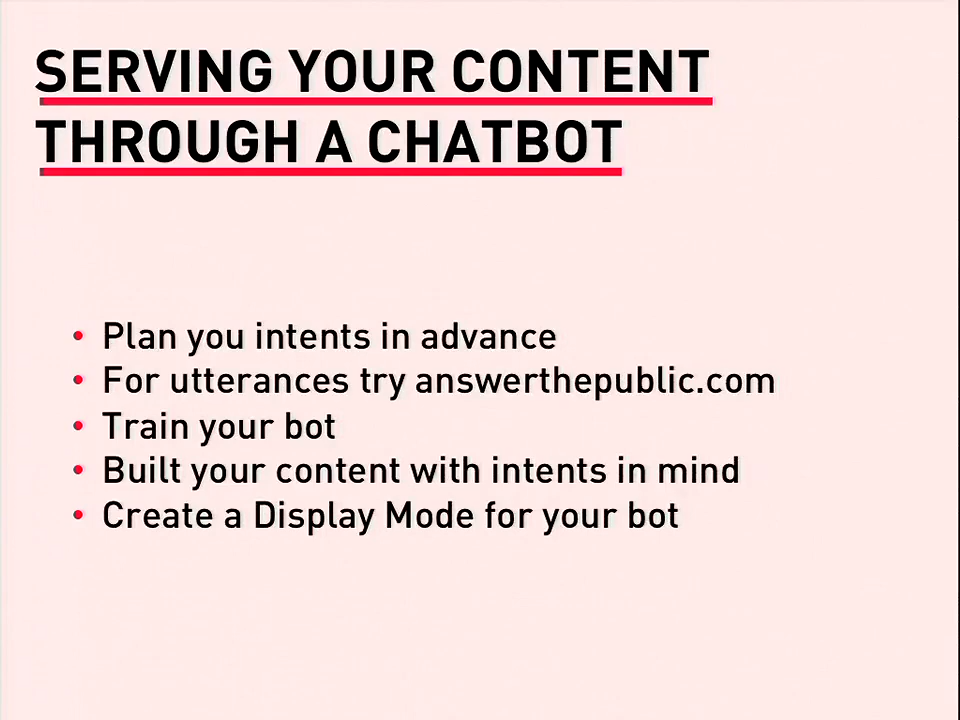 SERVING YOUR CONTENT
THROUGH A CHATBOT
• Plan you intents in advance
• For utterances try answerthepublic.com
• Train your bot
• Built your content with intents in mind
• Create a Display Mode for your bot